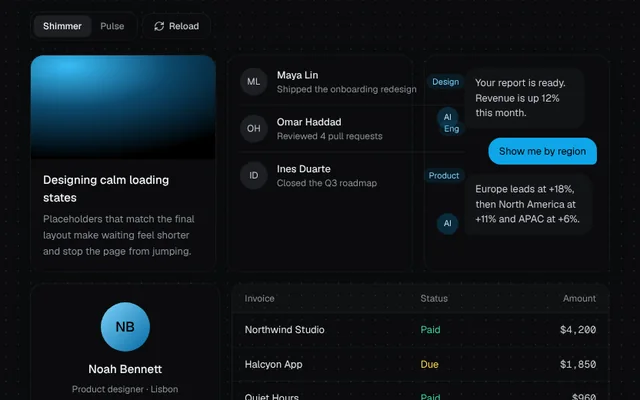 Shimmer
Pulse
Reload
Designing calm loading
states
Placeholders that match the final
layout make waiting feel shorter
and stop the page from jumping.
ML
Maya Lin
Shipped the onboarding redesign
Design
OH
Omar Haddad
Reviewed 4 pull requests
Eng
ID
Ines Duarte
Closed the Q3 roadmap
Product
Your report is ready.
Revenue is up 12%
this month.
AI
Show me by region
Europe leads at +18%,
then North America at
+11% and APAC at +6%.
AI
NB
Noah Bennett
Product designer · Lisbon
Invoice
Status
Amount
Northwind Studio
Paid
$4,200
Halcyon App
Due
$1,850
Quiet Hours
Paid
$960